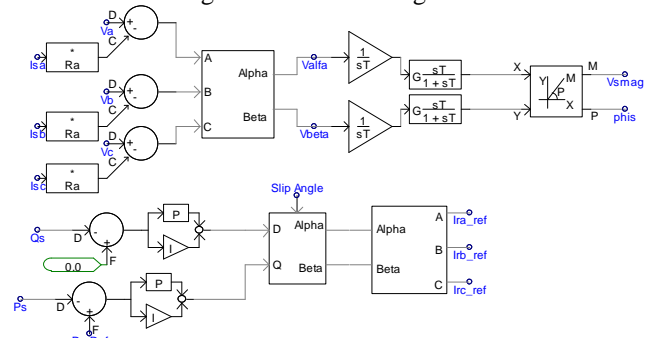 D
Va
+
-
C
Isa
*
Ra
D
Vb
+
-
C
Isb
*
Ra
D
Vc
+
-
C
Isc
*
Ra
A
B
C
Alpha
Beta
Valfa
Vbeta
1
sT
1
sT
G sT
1 + sT
G sT
1 + sT
X
Y
Y M
P
X
M
P
Vsmag
phis
Slip Angle
Qs
D
-
+
F
0.0
P
I
Ps
D
-
+
F
P
I
D
Q
Alpha
Beta
Alpha
Beta
A
B
C
Ira_ref
Irb_ref
Irc_ref